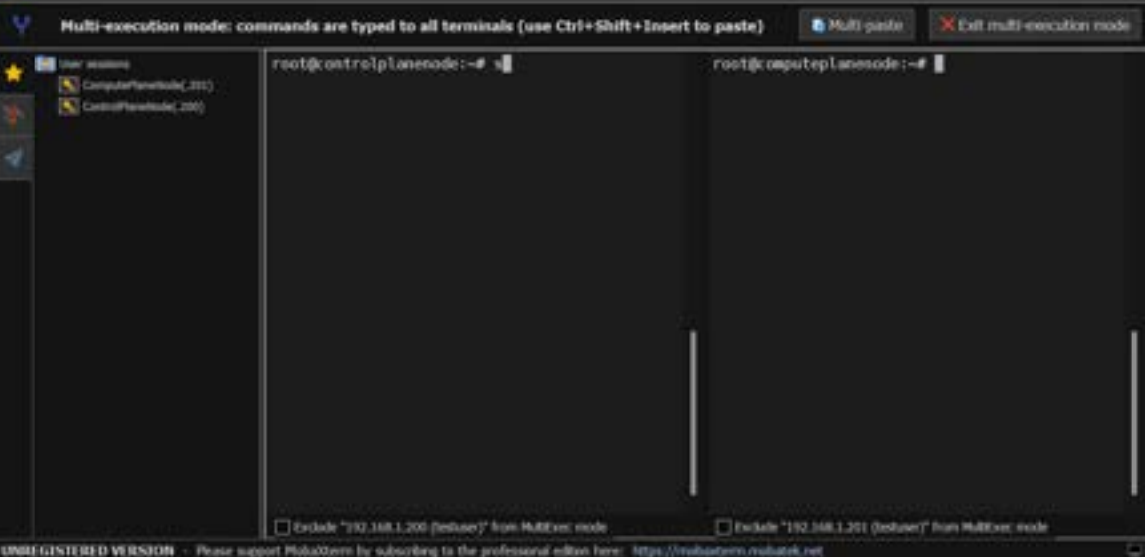 Multi-execution mode: commands are typed to all terminals (use Ctrl+Shift+Insert to paste)
Multi-paste
Exit multi-execution mode
User sessions
ComputerPlaneNode(.201)
ControlPlaneNode(.200)
root@controlplanenode:~# s
root@computeplanenode:~#
Exclude "192.168.1.200 (testuser)" from MultiExec mode
Exclude "192.168.1.201 (testuser)" from MultiExec mode
UNREGISTERED VERSION - Please support MobaXterm by subscribing to the professional edition here: https://mobaxterm.mobatek.net